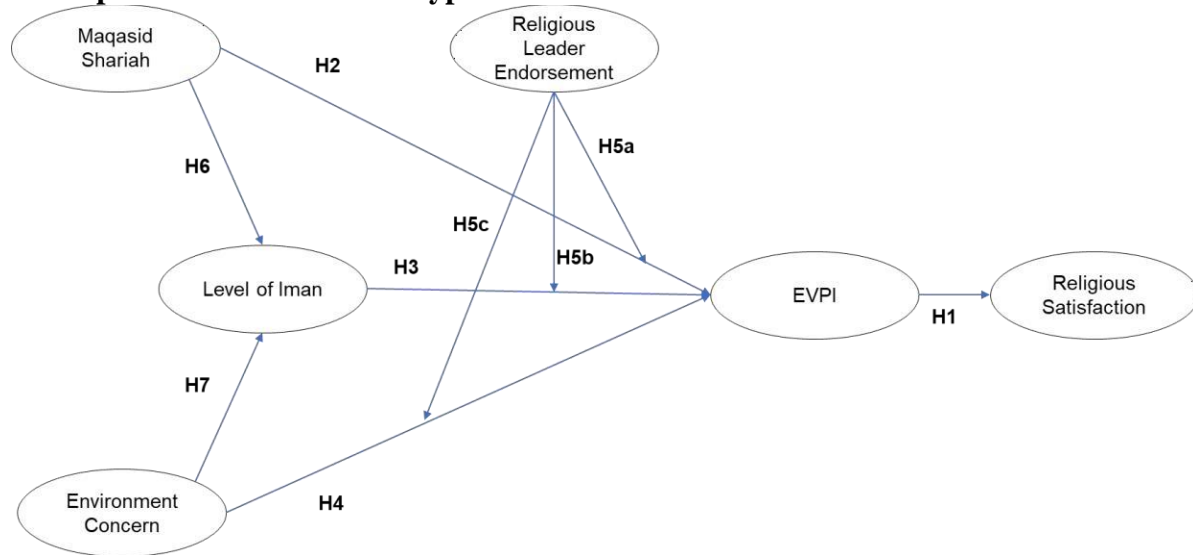 Maqasid
Shariah
Religious
Leader
Endorsement
H2
H5a
H6
H5c
H5b
H3
Level of Iman
EVPI
Religious
Satisfaction
H1
H7
H4
Environment
Concern